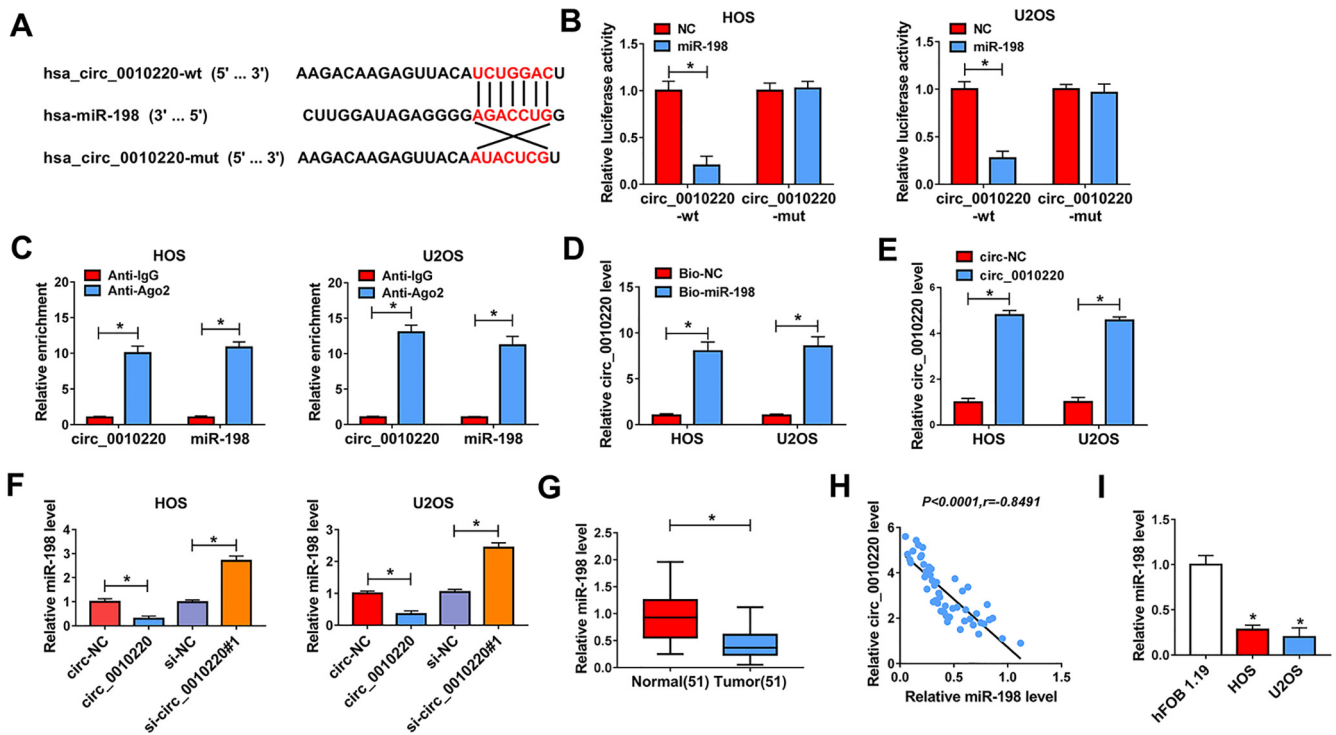 A
hsa_circ_0010220-wt (5' ... 3') AAGACAAGAGUUACAUCUGGACU
hsa-miR-198 (3' ... 5') CUUGGAUAGAGGGGAGACCUGG
hsa_circ_0010220-mut (5' ... 3') AAGACAAGAGUUACAAUACUCGU
B
HOS
NC
miR-198
Relative luciferase activity
1.5
1.0
0.5
0.0
*
circ_0010220 circ_0010220
-wt -mut
U2OS
NC
miR-198
Relative luciferase activity
1.5
1.0
0.5
0.0
*
circ_0010220 circ_0010220
-wt -mut
C
HOS
Anti-IgG
Anti-Ago2
Relative enrichment
20
15
10
5
0
* *
circ_0010220 miR-198
U2OS
Anti-IgG
Anti-Ago2
Relative enrichment
20
15
10
5
0
* *
circ_0010220 miR-198
D
Bio-NC
Bio-miR-198
Relative circ_0010220 level
15
12
9
6
3
0
* *
HOS U2OS
E
circ-NC
circ_0010220
Relative circ_0010220 level
6
4
2
0
* *
HOS U2OS
F
HOS
Relative miR-198 level
4
3
2
1
0
* *
circ-NC
circ_0010220
si-NC
si-circ_0010220#1
U2OS
Relative miR-198 level
3
2
1
0
* *
circ-NC
circ_0010220
si-NC
si-circ_0010220#1
G
Relative miR-198 level
2.5
2.0
1.5
1.0
0.5
0.0
*
Normal(51) Tumor(51)
H
P<0.0001,r=-0.8491
Relative circ_0010220 level
6
5
4
3
2
1
0
0.0 0.5 1.0 1.5
Relative miR-198 level
I
Relative miR-198 level
1.5
1.0
0.5
0.0
* *
hFOB 1.19
HOS
U2OS